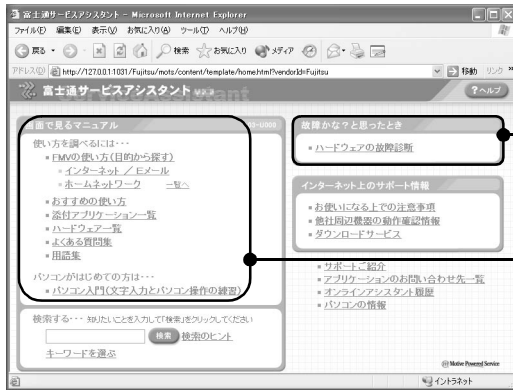 富士通サービスアシスタント - Microsoft Internet Explorer
ファイル(F) 編集(E) 表示(V) お気に入り(A) ツール(T) ヘルプ(H)
戻る 検索 お気に入り メディア
アドレス(D) http://127.0.0.1:1031/Fujitsu/mots/content/template/home.htm?vendorId=Fujitsu 移動 リンク »
富士通サービスアシスタント ?ヘルプ
画面で見るマニュアル
使い方を調べるには・・・
FMVの使い方(目的から探す)
インターネット / Eメール
ホームネットワーク 一覧へ
おすすめの使い方
添付アプリケーション一覧
ハードウェア一覧
よくある質問集
用語集
パソコンがはじめての方は・・・
パソコン入門(文字入力とパソコン操作の練習)
検索する・・・ 知りたいことを入力して「検索」をクリックしてください
検索 検索のヒント
キーワードを選ぶ
故障かな?と思ったとき
ハードウェアの故障診断
インターネット上のサポート情報
お使いになる上での注意事項
他社周辺機器の動作確認情報
ダウンロードサービス
サポートご紹介
アプリケーションのお問い合わせ先一覧
オンラインアシスタント履歴
パソコンの情報
Motive Powered Service
イントラネット